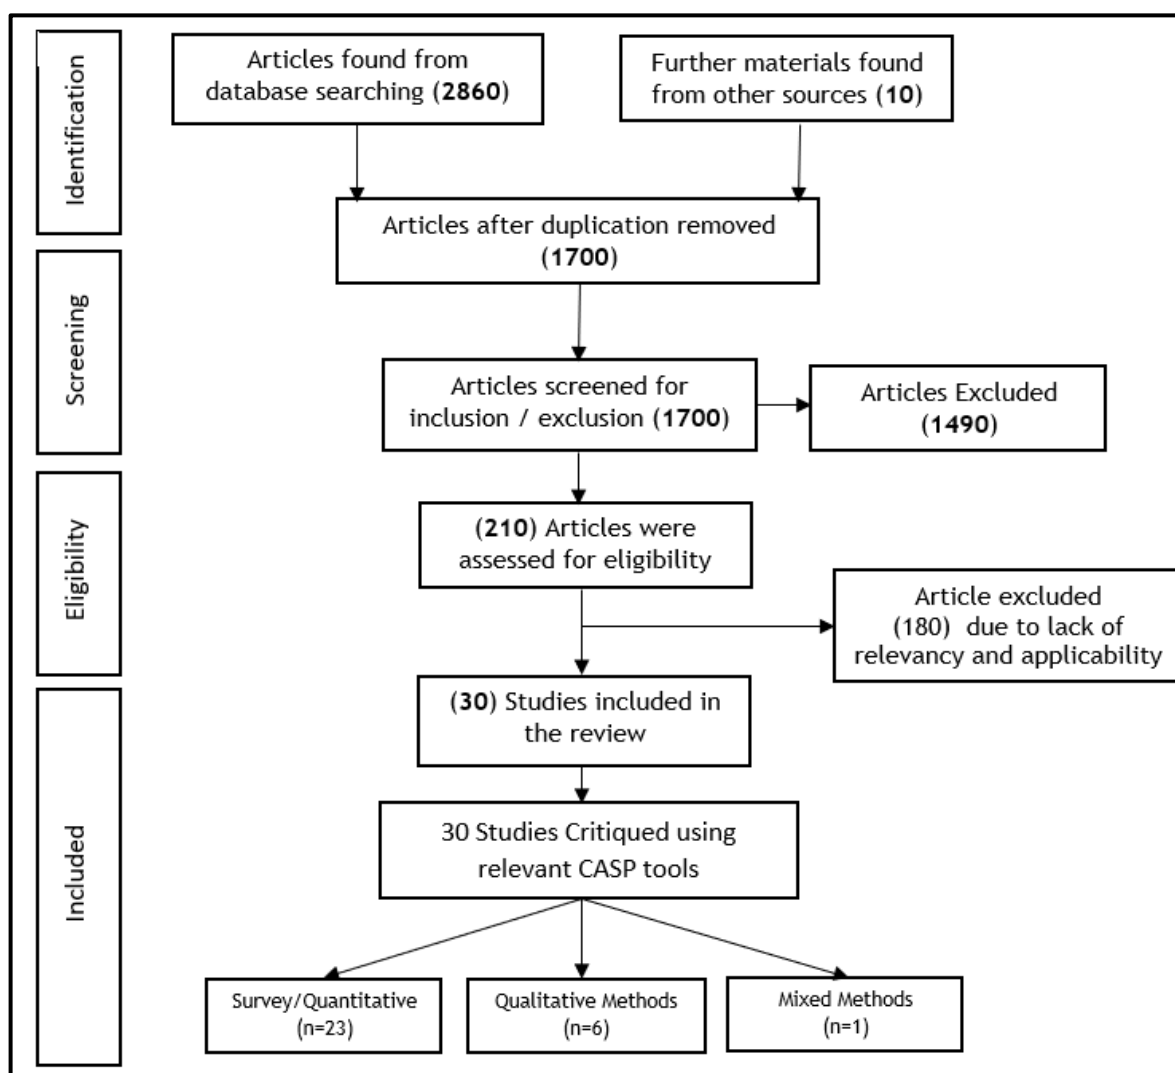 Identification
Articles found from
database searching (2860)
Further materials found
from other sources (10)
Articles after duplication removed
(1700)
Screening
Articles screened for
inclusion / exclusion (1700)
Articles Excluded
(1490)
Eligibility
(210) Articles were
assessed for eligibility
Article excluded
(180) due to lack of
relevancy and applicability
Included
(30) Studies included in
the review
30 Studies Critiqued using
relevant CASP tools
Survey/Quantitative
(n=23)
Qualitative Methods
(n=6)
Mixed Methods
(n=1)